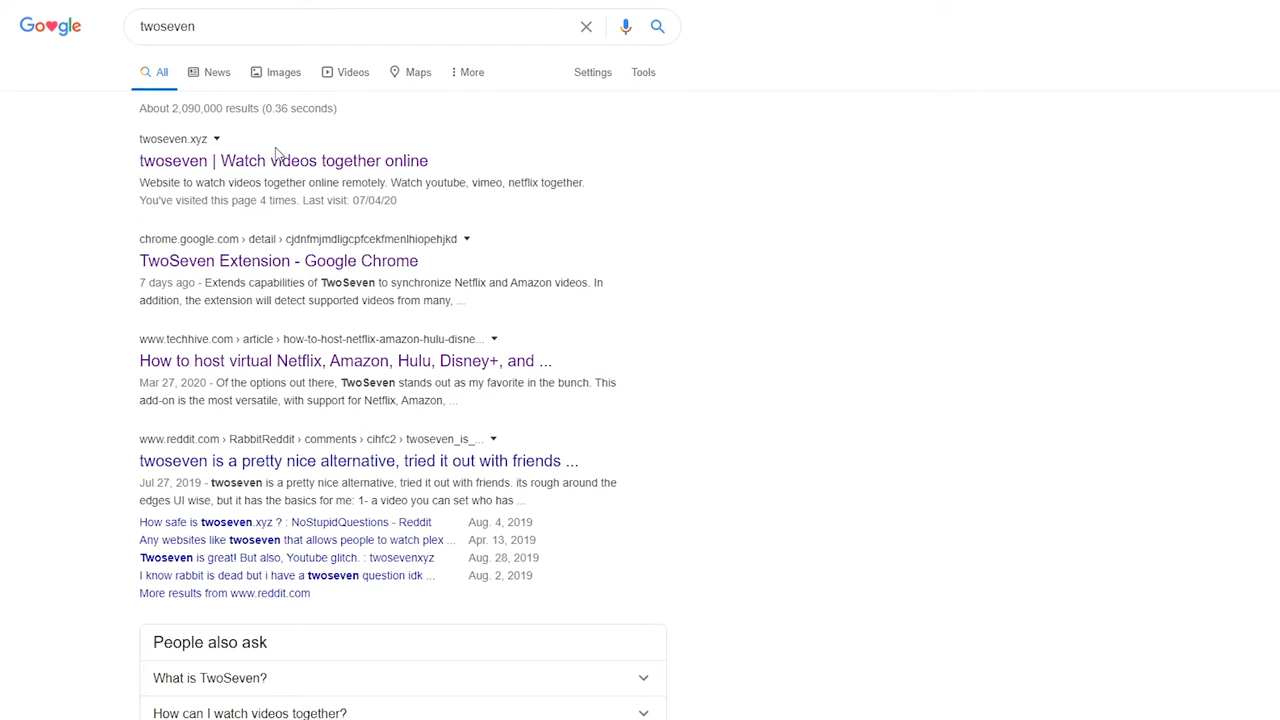 Google
twoseven
All
News
Images
Videos
Maps
More
Settings
Tools
About 2,090,000 results (0.36 seconds)
twoseven.xyz
twoseven | Watch videos together online
Website to watch videos together online remotely. Watch youtube, vimeo, netflix together.
You've visited this page 4 times. Last visit: 07/04/20
chrome.google.com › detail › cjdnfmjmdligcpfcekfmenlhiopehjkd
TwoSeven Extension - Google Chrome
7 days ago - Extends capabilities of TwoSeven to synchronize Netflix and Amazon videos. In
addition, the extension will detect supported videos from many, ...
www.techhive.com › article › how-to-host-netflix-amazon-hulu-disne...
How to host virtual Netflix, Amazon, Hulu, Disney+, and ...
Mar 27, 2020 - Of the options out there, TwoSeven stands out as my favorite in the bunch. This
add-on is the most versatile, with support for Netflix, Amazon, ...
www.reddit.com › RabbitReddit › comments › cihfc2 › twoseven_is_...
twoseven is a pretty nice alternative, tried it out with friends ...
Jul 27, 2019 - twoseven is a pretty nice alternative, tried it out with friends. its rough around the
edges UI wise, but it has the basics for me: 1- a video you can set who has ...
How safe is twoseven.xyz ? : NoStupidQuestions - Reddit Aug. 4, 2019
Any websites like twoseven that allows people to watch plex ... Apr. 13, 2019
Twoseven is great! But also, Youtube glitch. : twosevenxyz Aug. 28, 2019
I know rabbit is dead but i have a twoseven question idk ... Aug. 2, 2019
More results from www.reddit.com
People also ask
What is TwoSeven?
How can I watch videos together?